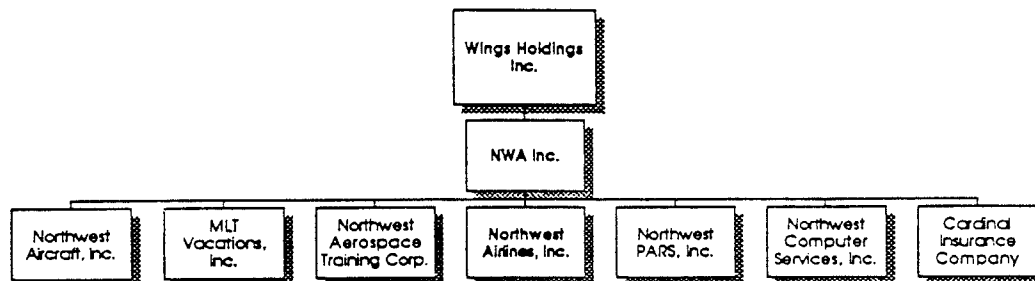 Wings Holdings
Inc.
NWA Inc.
Northwest
Aircraft, Inc.
MLT
Vacations,
Inc.
Northwest
Aerospace
Training Corp.
Northwest
Airlines, Inc.
Northwest
PARS, Inc.
Northwest
Computer
Services, Inc.
Cardinal
Insurance
Company